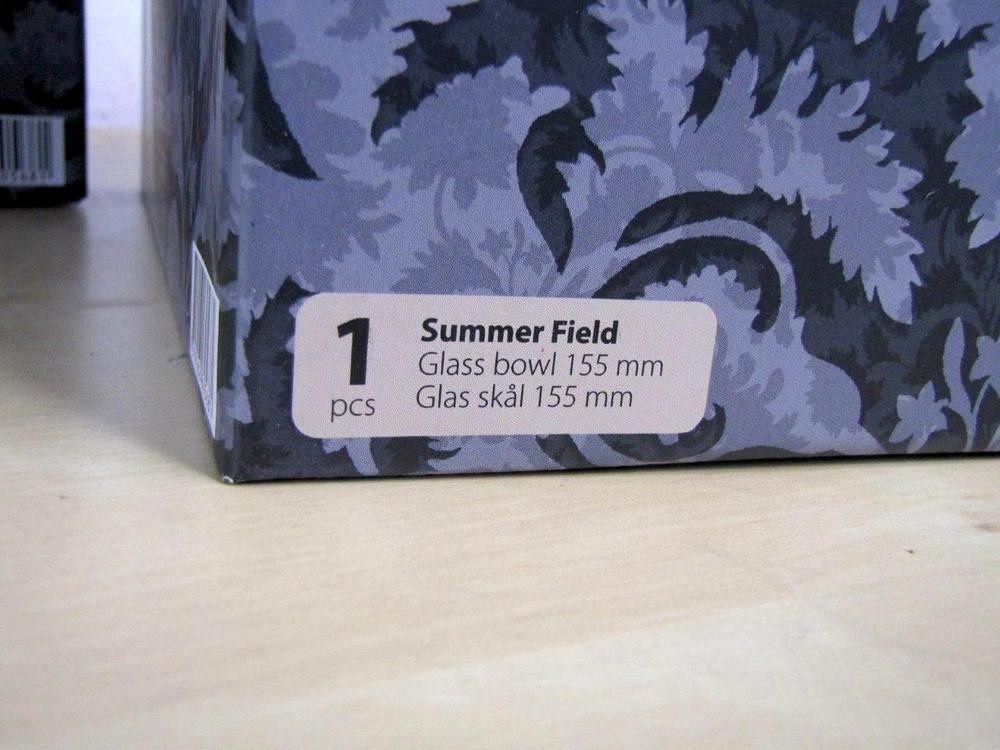 1
pcs
Summer Field
Glass bowl 155 mm
Glas skål 155 mm